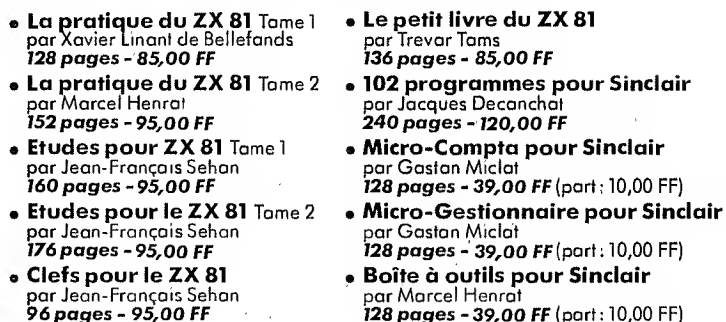 • La pratique du ZX 81 Tome 1
par Xavier Linant de Bellefands
128 pages - 85,00 FF
• La pratique du ZX 81 Tome 2
par Marcel Henrat
152 pages - 95,00 FF
• Etudes pour ZX 81 Tome 1
par Jean-François Sehan
160 pages - 95,00 FF
• Etudes pour le ZX 81 Tome 2
par Jean-François Sehan
176 pages - 95,00 FF
• Clefs pour le ZX 81
par Jean-François Sehan
96 pages - 95,00 FF
• Le petit livre du ZX 81
par Trevor Toms
136 pages - 85,00 FF
• 102 programmes pour Sinclair
par Jacques Deconchat
240 pages - 120,00 FF
• Micro-Compta pour Sinclair
par Gaston Miclot
128 pages - 39,00 FF (port : 10,00 FF)
• Micro-Gestionnaire pour Sinclair
par Gaston Miclot
128 pages - 39,00 FF (port : 10,00 FF)
• Boîte à outils pour Sinclair
par Marcel Henrot
128 pages - 39,00 FF (port : 10,00 FF)